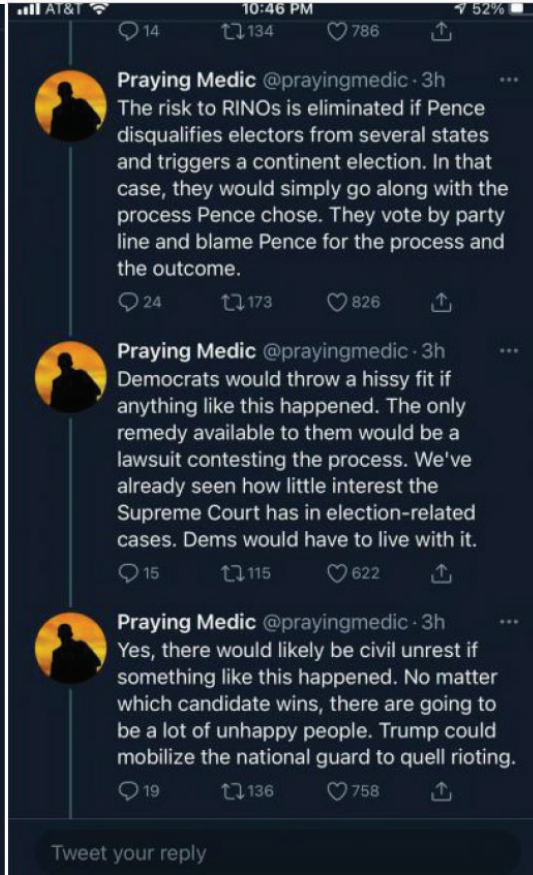 AT&T 10:46 PM 52%
14 134 786
Praying Medic @prayingmedic · 3h ...
The risk to RINOs is eliminated if Pence
disqualifies electors from several states
and triggers a continent election. In that
case, they would simply go along with the
process Pence chose. They vote by party
line and blame Pence for the process and
the outcome.
24 173 826
Praying Medic @prayingmedic · 3h ...
Democrats would throw a hissy fit if
anything like this happened. The only
remedy available to them would be a
lawsuit contesting the process. We've
already seen how little interest the
Supreme Court has in election-related
cases. Dems would have to live with it.
15 115 622
Praying Medic @prayingmedic · 3h ...
Yes, there would likely be civil unrest if
something like this happened. No matter
which candidate wins, there are going to
be a lot of unhappy people. Trump could
mobilize the national guard to quell rioting.
19 136 758
Tweet your reply